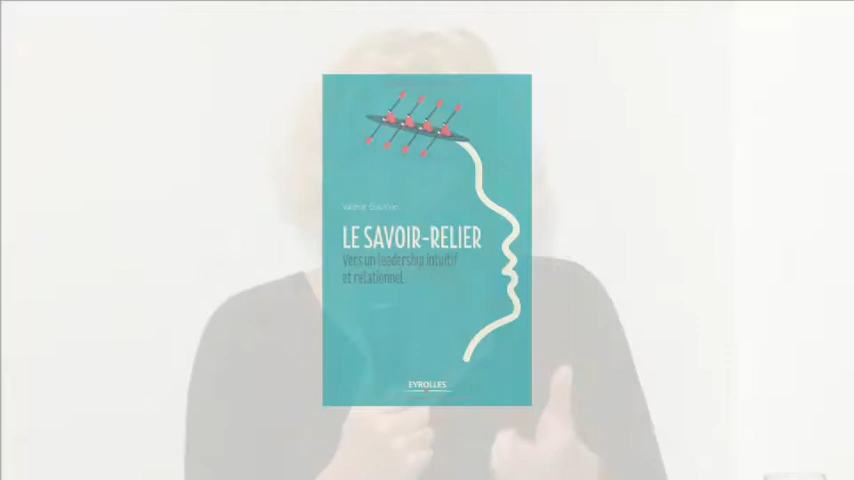 Valérie Gauthier
LE SAVOIR-RELIER
Vers un leadership intuitif
et relationnel
EYROLLES